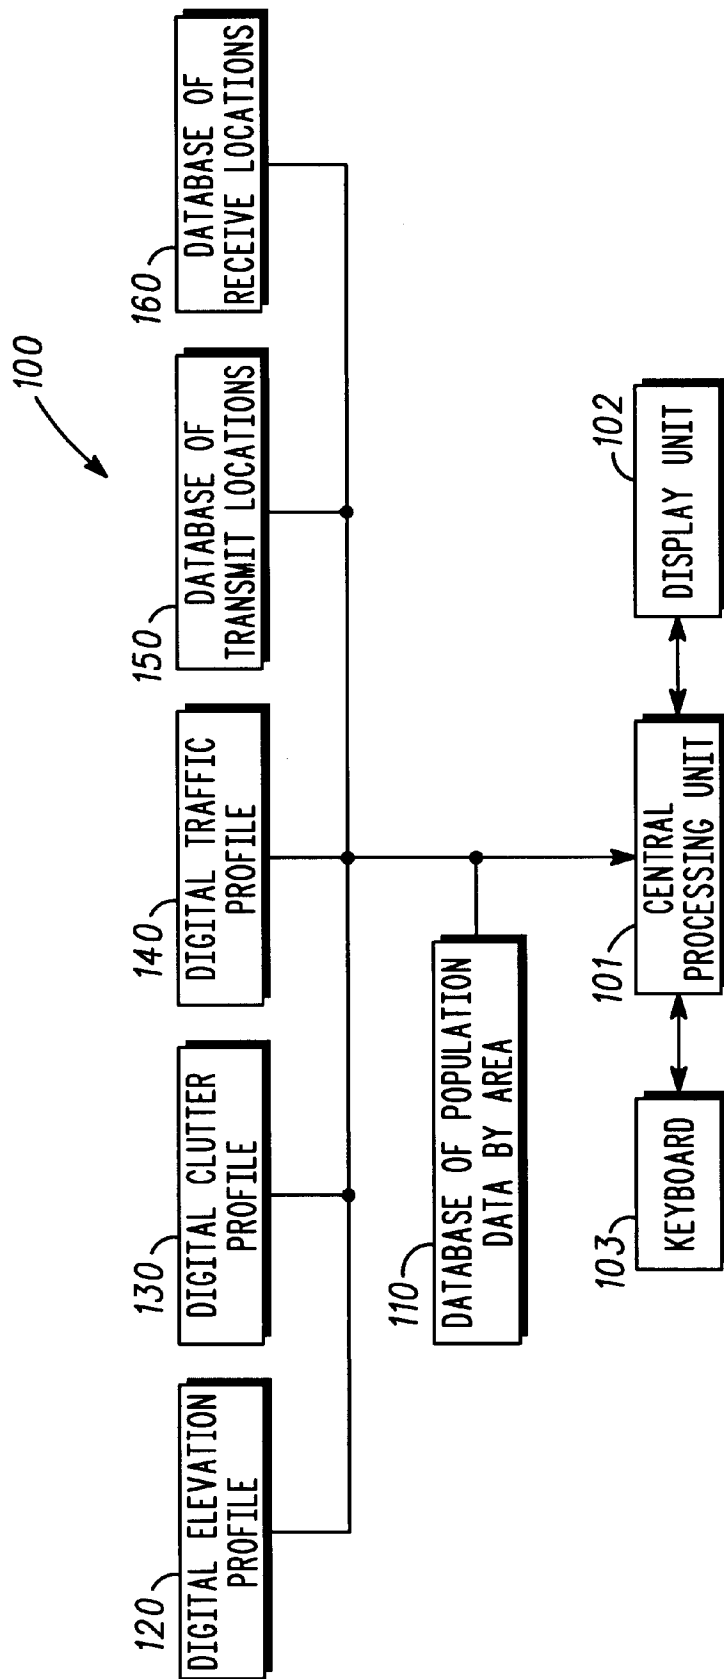 100
120
DIGITAL ELEVATION
PROFILE
130
DIGITAL CLUTTER
PROFILE
140
DIGITAL TRAFFIC
PROFILE
150
DATABASE OF
TRANSMIT LOCATIONS
160
DATABASE OF
RECEIVE LOCATIONS
110
DATABASE OF POPULATION
DATA BY AREA
103
KEYBOARD
101
CENTRAL
PROCESSING UNIT
102
DISPLAY UNIT